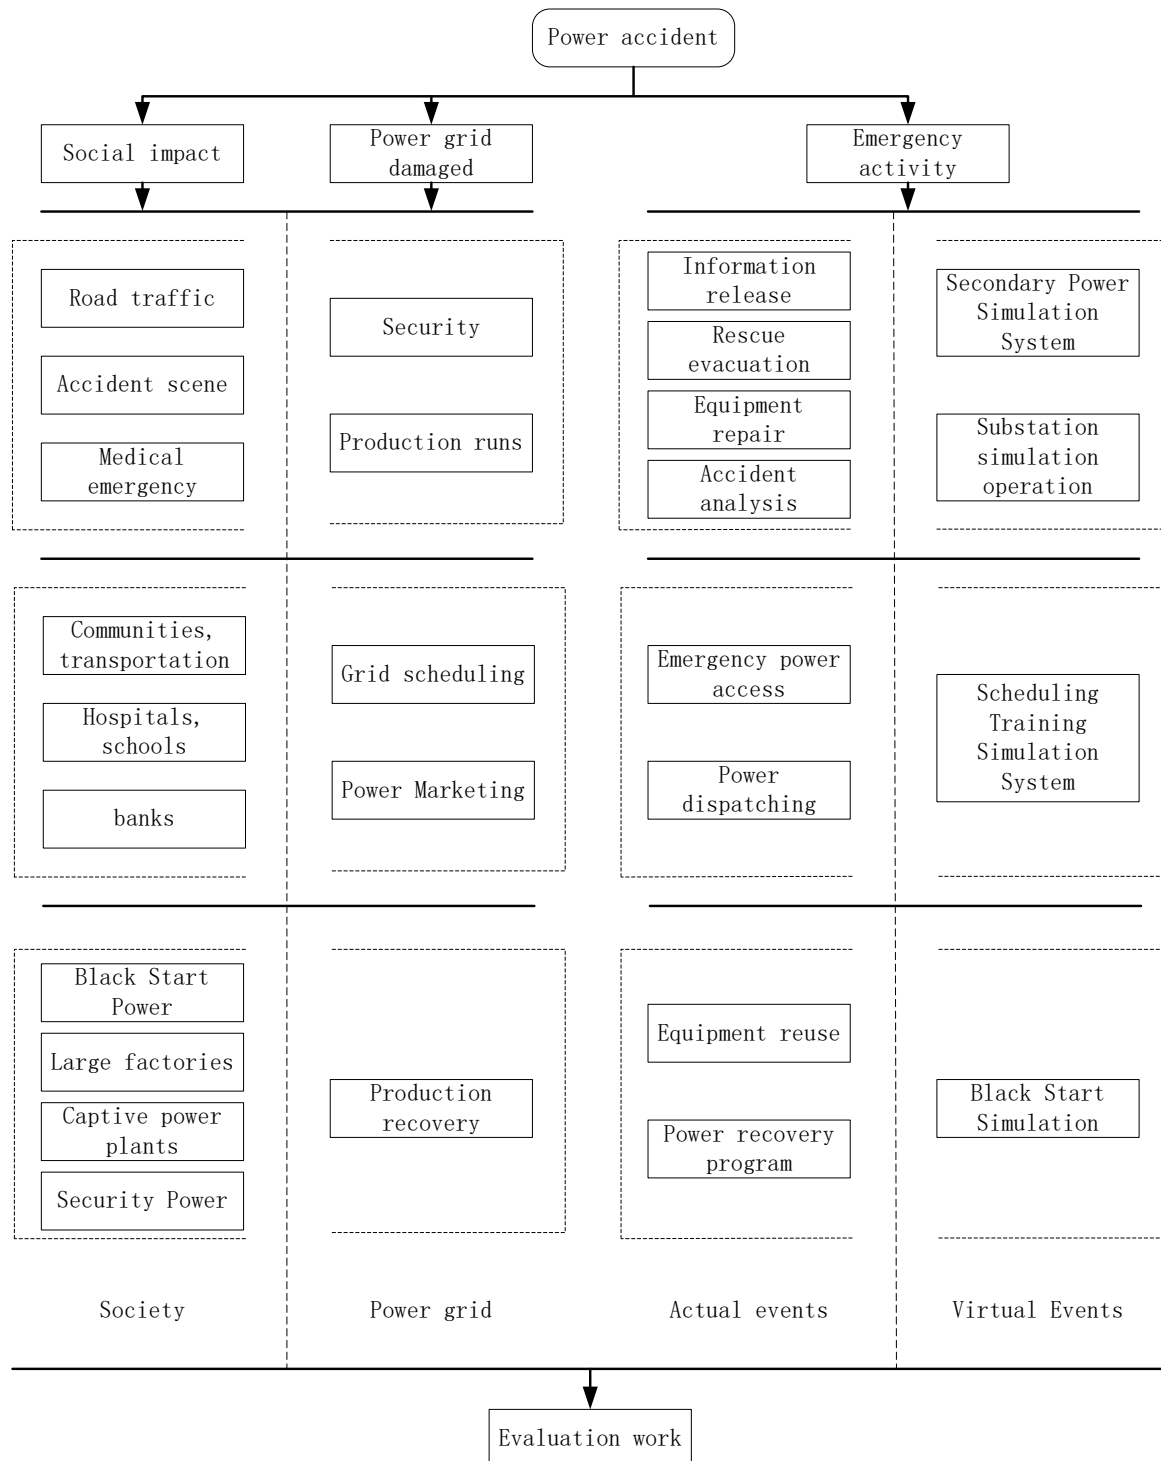 Power accident
Social impact
Power grid
damaged
Emergency
activity
Road traffic
Accident scene
Medical
emergency
Security
Production runs
Information
release
Rescue
evacuation
Equipment
repair
Accident
analysis
Secondary Power
Simulation
System
Substation
simulation
operation
Communities,
transportation
Hospitals,
schools
banks
Grid scheduling
Power Marketing
Emergency power
access
Power
dispatching
Scheduling
Training
Simulation
System
Black Start
Power
Large factories
Captive power
plants
Security Power
Production
recovery
Equipment reuse
Power recovery
program
Black Start
Simulation
Society
Power grid
Actual events
Virtual Events
Evaluation work